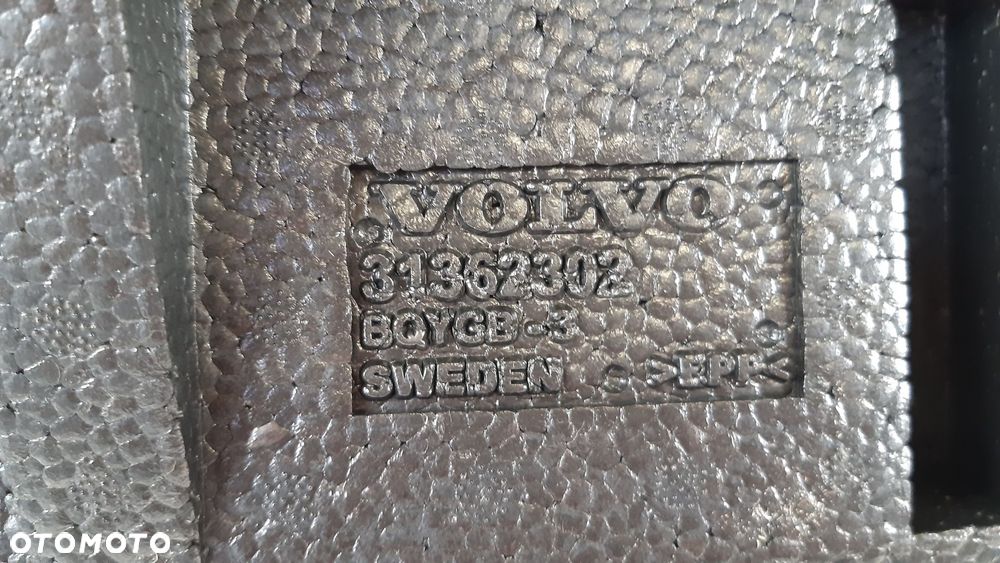 VOLVO
31362302
BQYGB-3
SWEDEN >EPP<
OTOMOTO